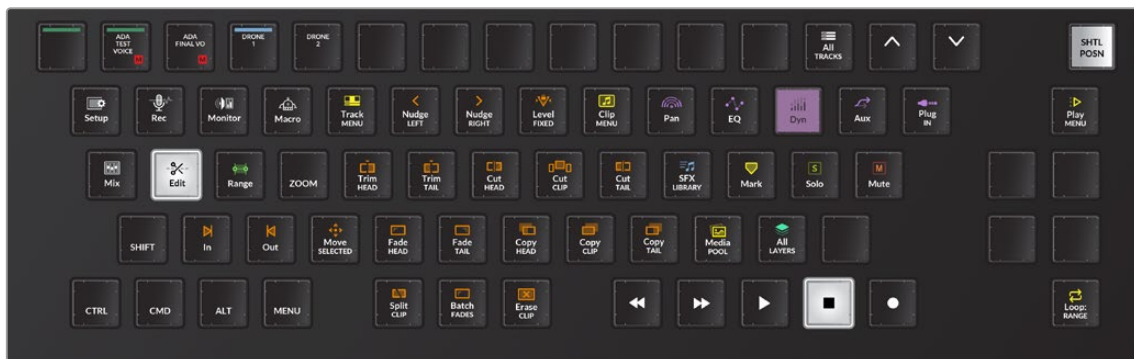 ADA
TEST
VOICE
M
ADA
FINAL VO
M
DRONE
1
DRONE
2
All
TRACKS
SHTL
POSN
Setup
Rec
Monitor
Macro
Track
MENU
Nudge
LEFT
Nudge
RIGHT
Level
FIXED
Clip
MENU
Pan
EQ
Dyn
Aux
Plug
IN
Play
MENU
Mix
Edit
Range
ZOOM
Trim
HEAD
Trim
TAIL
Cut
HEAD
Cut
CLIP
Cut
TAIL
SFX
LIBRARY
Mark
S
Solo
M
Mute
SHIFT
In
Out
Move
SELECTED
Fade
HEAD
Fade
TAIL
Copy
HEAD
Copy
CLIP
Copy
TAIL
Media
POOL
All
LAYERS
CTRL
CMD
ALT
MENU
Split
CLIP
Batch
FADES
Erase
CLIP
Loop:
RANGE